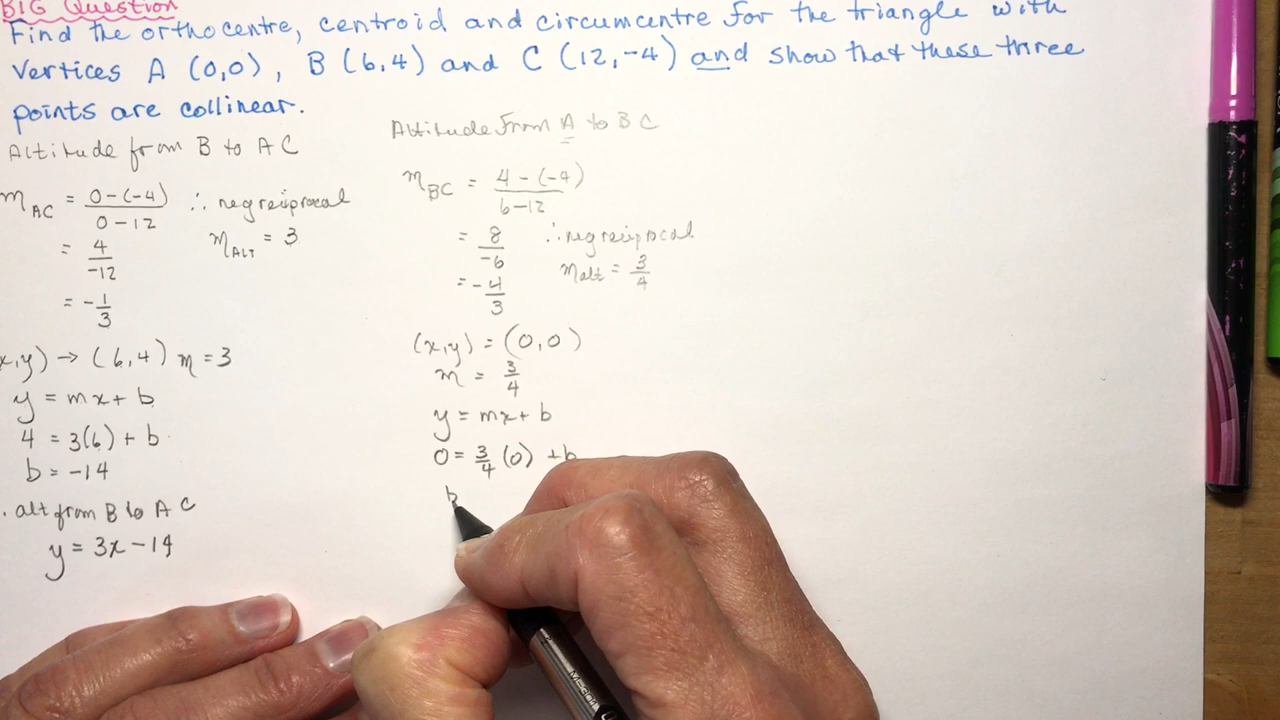 BIG Question
Find the orthocentre, centroid and circumcentre for the triangle with
vertices A (0,0), B (6,4) and C (12,-4) and show that these three
points are collinear.
Altitude from B to AC
m_AC = 0-(-4) / 0-12 ∴ neg reciprocal
= 4/-12 m_ALT = 3
= -1/3
x,y) → (6,4) m = 3
y = mx + b
4 = 3(6) + b
b = -14
. alt from B to AC
y = 3x - 14
Altitude from A to BC
m_BC = 4-(-4) / 6-12
= 8/-6 ∴ neg reciprocal
= -4/3 m_alt = 3/4
(x,y) = (0,0)
m = 3/4
y = mx + b
0 = 3/4 (0) + b
b